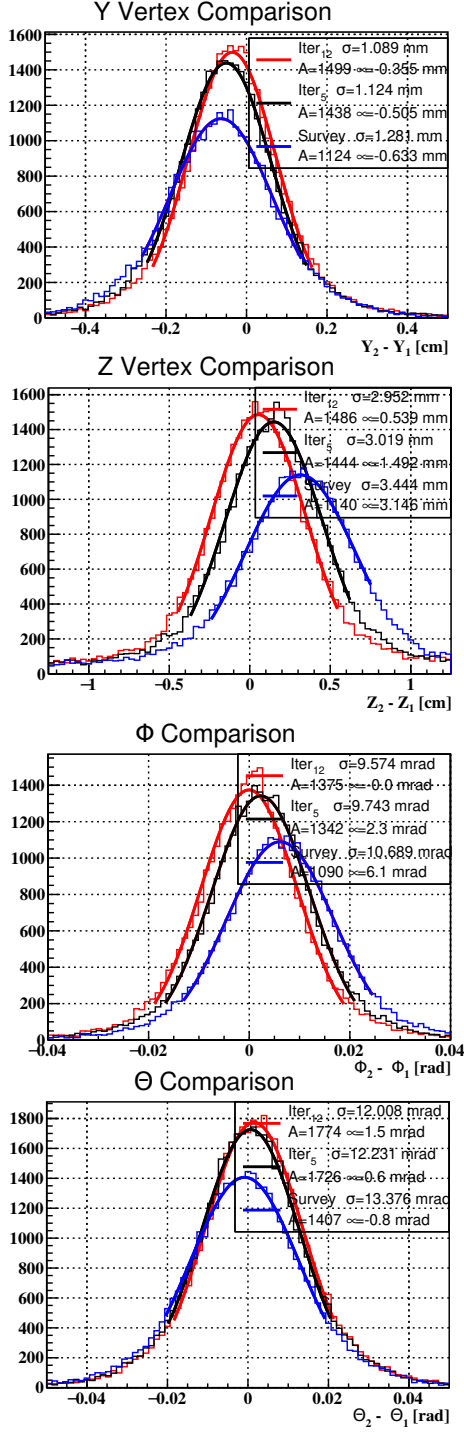 Y Vertex Comparison
1600
1400
1200
1000
800
600
400
200
0
Iter12 σ=1.089 mm
A=1499 ∝=-0.355 mm
Iter5 σ=1.124 mm
A=1438 ∝=-0.505 mm
Survey σ=1.281 mm
A=1124 ∝=-0.633 mm
−0.4 −0.2 0 0.2 0.4
Y2 - Y1 [cm]
Z Vertex Comparison
1600
1400
1200
1000
800
600
400
200
0
Iter12 σ=2.952 mm
A=1486 ∝=0.539 mm
Iter5 σ=3.019 mm
A=1444 ∝=1.492 mm
Survey σ=3.444 mm
A=1140 ∝=3.146 mm
−1 −0.5 0 0.5 1
Z2 - Z1 [cm]
Φ Comparison
1400
1200
1000
800
600
400
200
0
Iter12 σ=9.574 mrad
A=1375 ∝=-0.0 mrad
Iter5 σ=9.743 mrad
A=1342 ∝=2.3 mrad
Survey σ=10.689 mrad
A=1090 ∝=6.1 mrad
−0.04 −0.02 0 0.02 0.04
Φ2 - Φ1 [rad]
Θ Comparison
1800
1600
1400
1200
1000
800
600
400
200
0
Iter12 σ=12.008 mrad
A=1774 ∝=1.5 mrad
Iter5 σ=12.231 mrad
A=1726 ∝=0.6 mrad
Survey σ=13.376 mrad
A=1407 ∝=-0.8 mrad
−0.04 −0.02 0 0.02 0.04
Θ2 - Θ1 [rad]